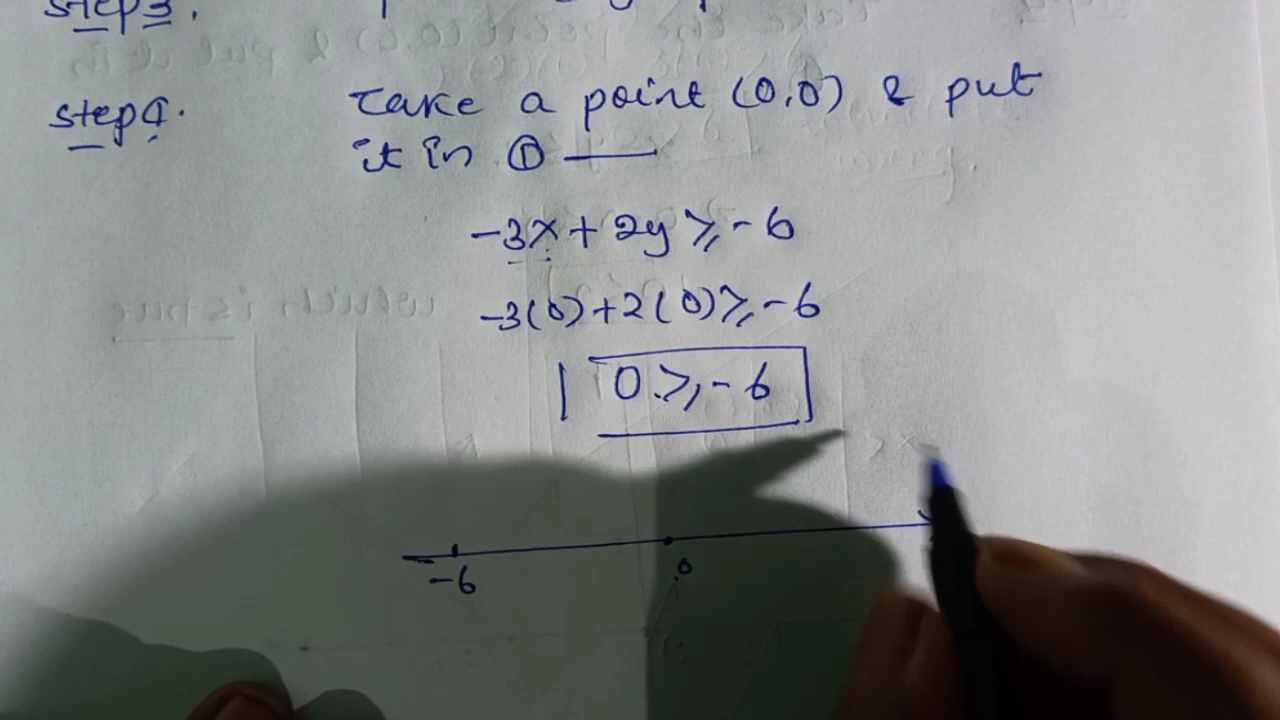 step3.
step4. Take a point (0,0) & put
it in ①
-3x + 2y ≥ -6
-3(0)+2(0) ≥ -6
0 ≥ -6
-6 0